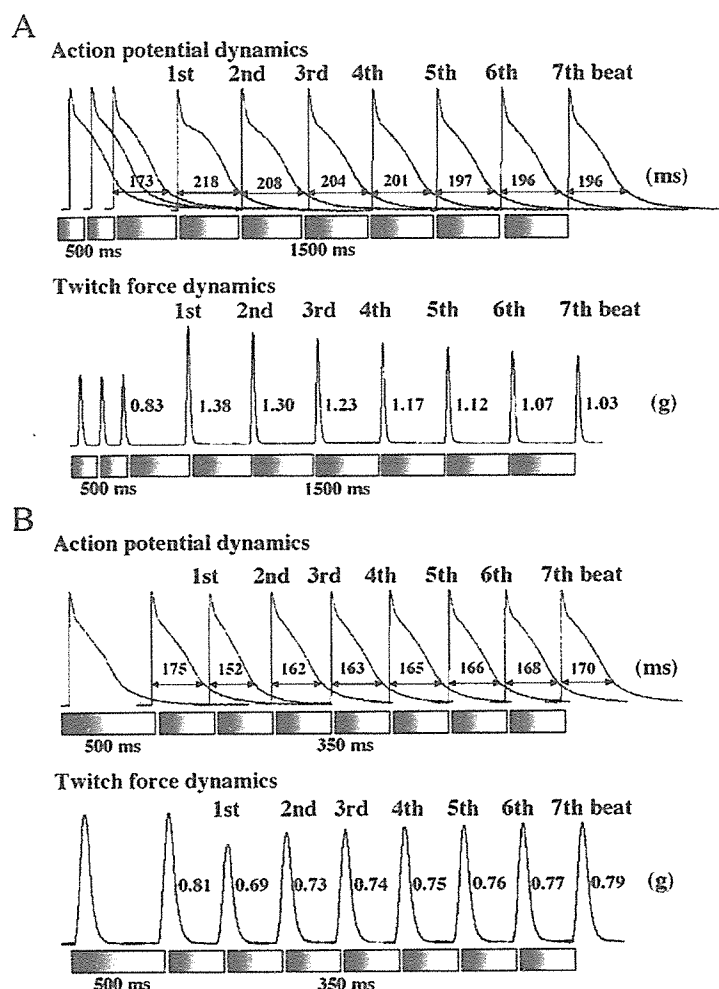 A
Action potential dynamics
1st 2nd 3rd 4th 5th 6th 7th beat
173 218 208 204 201 197 196 196 (ms)
500 ms 1500 ms
Twitch force dynamics
1st 2nd 3rd 4th 5th 6th 7th beat
0.83 1.38 1.30 1.23 1.17 1.12 1.07 1.03 (g)
500 ms 1500 ms
B
Action potential dynamics
1st 2nd 3rd 4th 5th 6th 7th beat
175 152 162 163 165 166 168 170 (ms)
500 ms 350 ms
Twitch force dynamics
1st 2nd 3rd 4th 5th 6th 7th beat
0.81 0.69 0.73 0.74 0.75 0.76 0.77 0.79 (g)
500 ms 350 ms